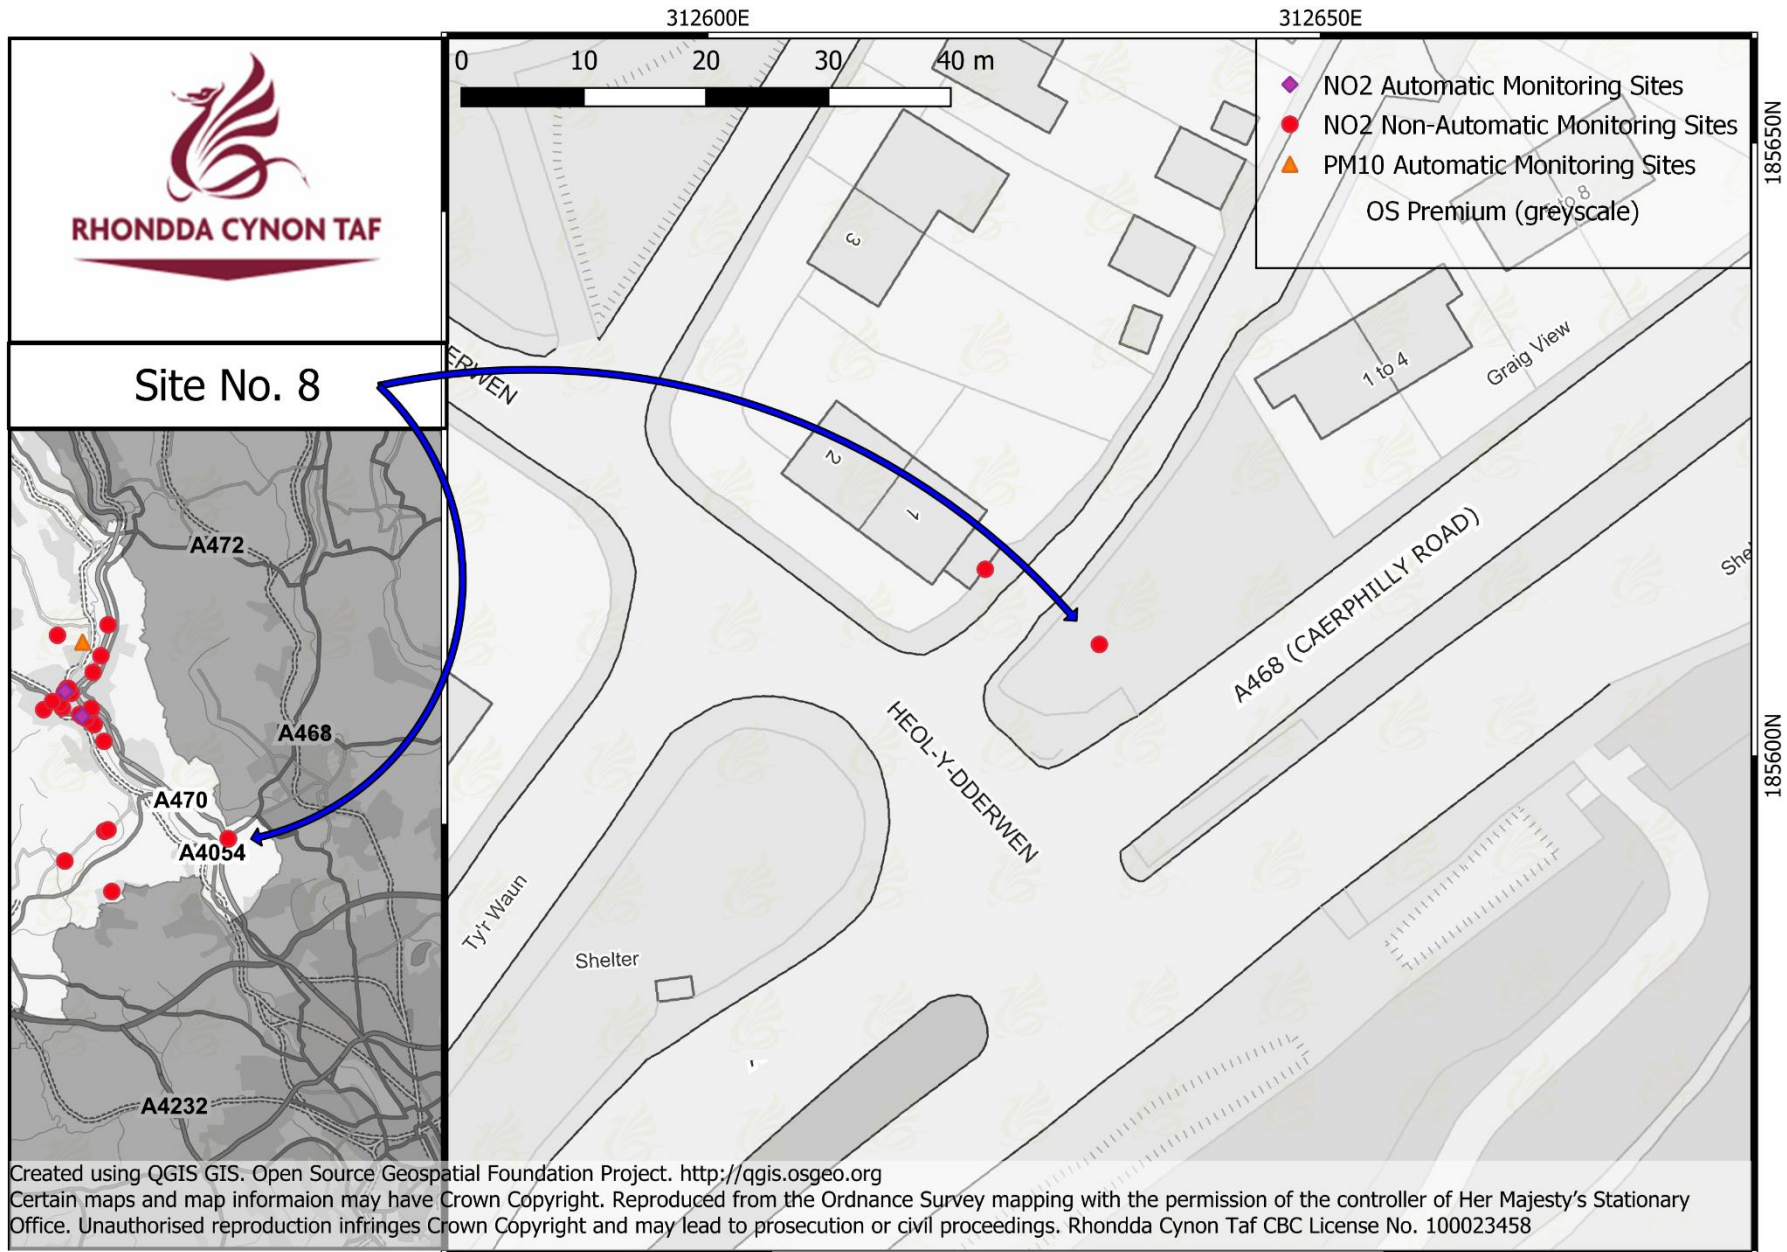 312600E
312650E
RHONDDA CYNON TAF
Site No. 8
0 10 20 30 40 m
NO2 Automatic Monitoring Sites
NO2 Non-Automatic Monitoring Sites
PM10 Automatic Monitoring Sites
OS Premium (greyscale)
185650N
185600N
3
2
1
1 to 4
to 8
Graig View
ERWEN
A468 (CAERPHILLY ROAD)
HEOL-Y-DDERWEN
Ty'r Waun
Shelter
Shel
A472
A468
A470
A4054
A4232
Created using QGIS GIS. Open Source Geospatial Foundation Project. http://qgis.osgeo.org
Certain maps and map informaion may have Crown Copyright. Reproduced from the Ordnance Survey mapping with the permission of the controller of Her Majesty's Stationary
Office. Unauthorised reproduction infringes Crown Copyright and may lead to prosecution or civil proceedings. Rhondda Cynon Taf CBC License No. 100023458